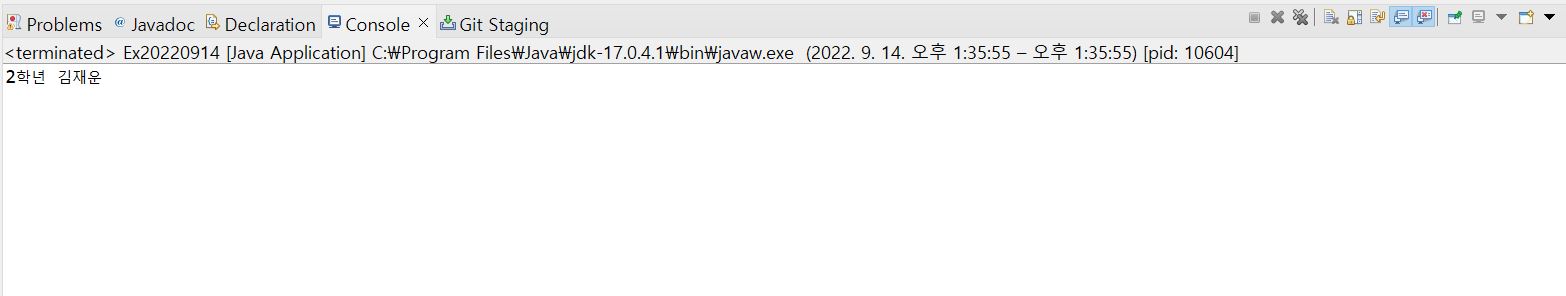 Problems Javadoc Declaration Console Git Staging
<terminated> Ex20220914 [Java Application] C:₩Program Files₩Java₩jdk-17.0.4.1₩bin₩javaw.exe (2022. 9. 14. 오후 1:35:55 – 오후 1:35:55) [pid: 10604]
2학년 김재운